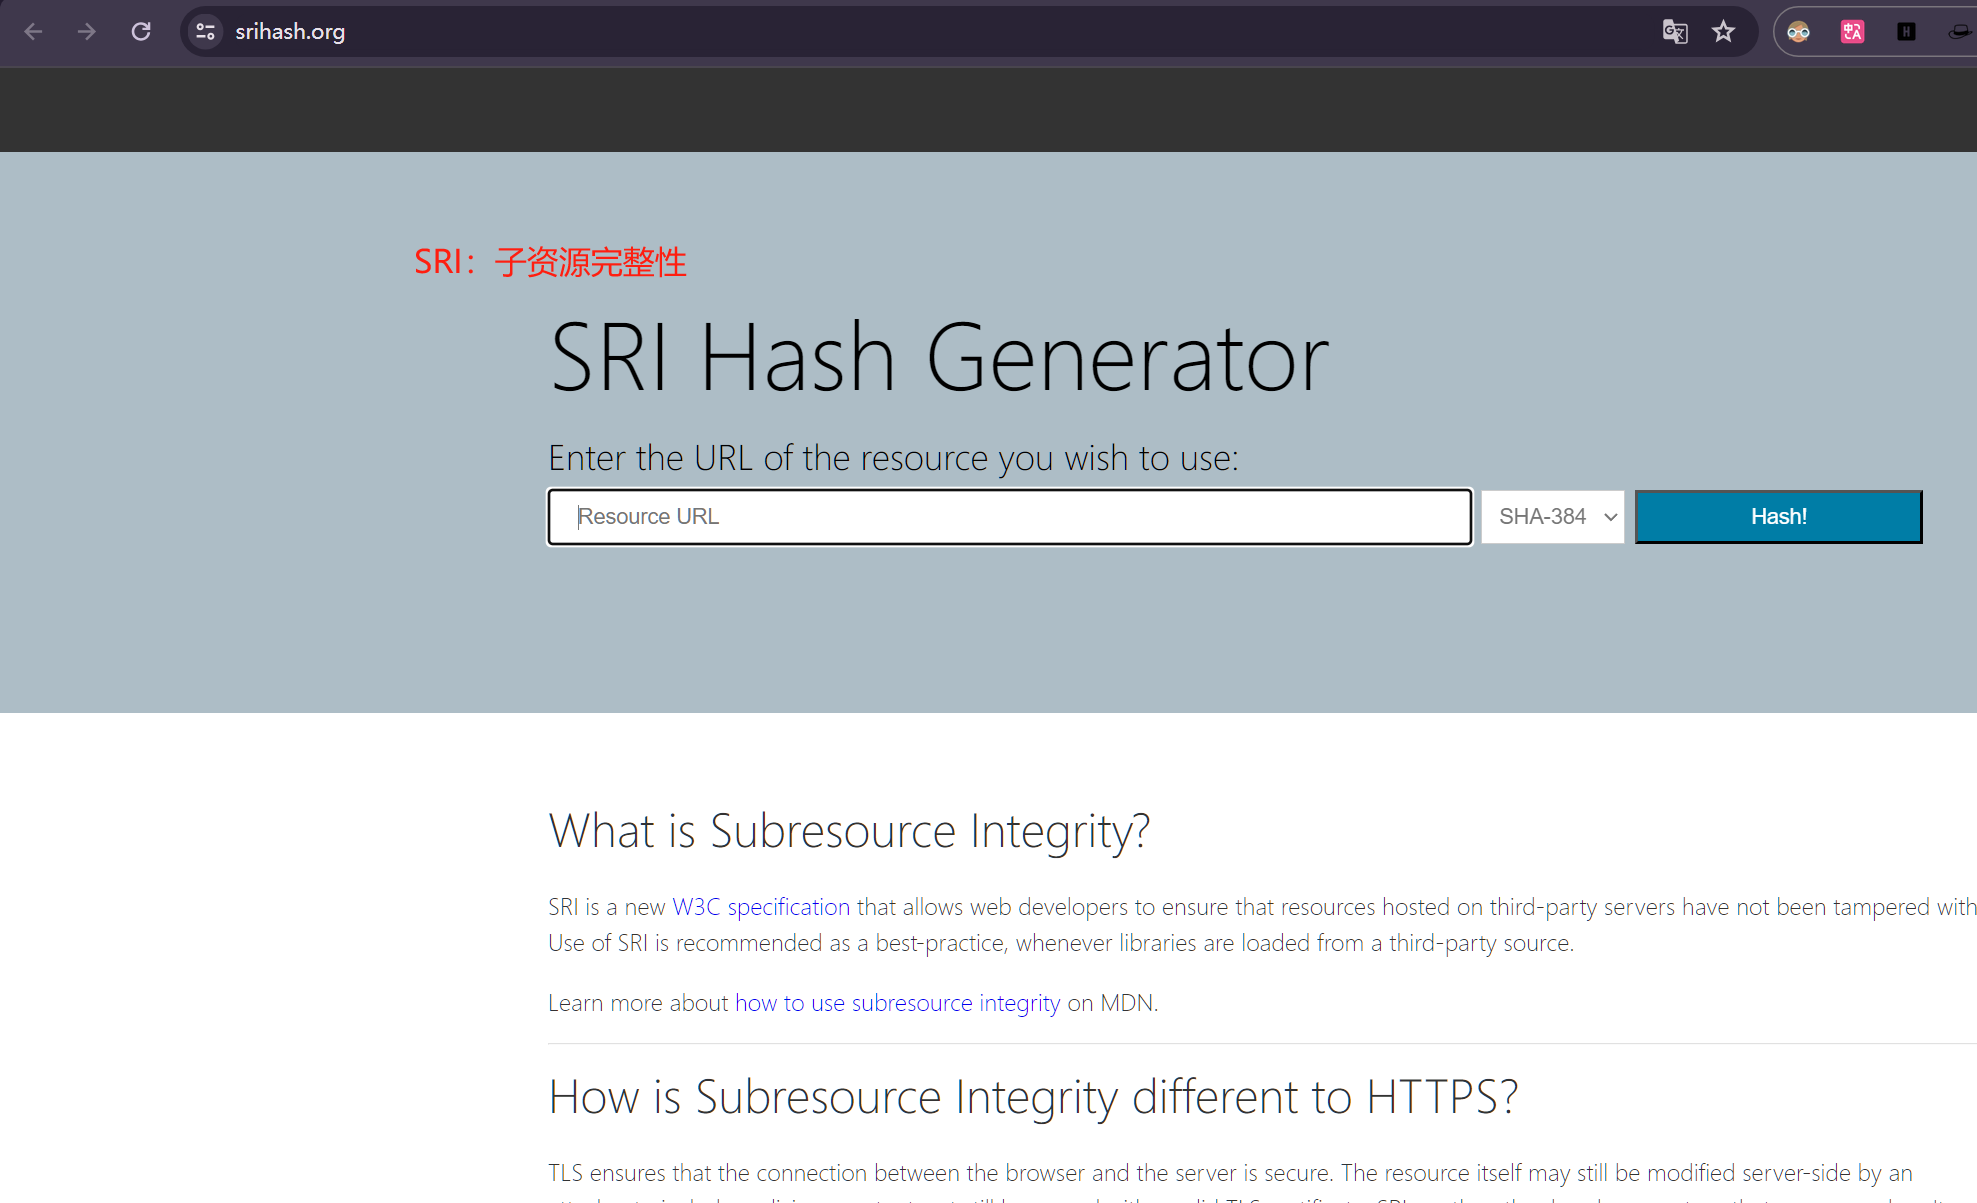 srihash.org
SRI：子资源完整性
SRI Hash Generator
Enter the URL of the resource you wish to use:
Resource URL
SHA-384
Hash!
What is Subresource Integrity?
SRI is a new W3C specification that allows web developers to ensure that resources hosted on third-party servers have not been tampered with
Use of SRI is recommended as a best-practice, whenever libraries are loaded from a third-party source.
Learn more about how to use subresource integrity on MDN.
How is Subresource Integrity different to HTTPS?
TLS ensures that the connection between the browser and the server is secure. The resource itself may still be modified server-side by an